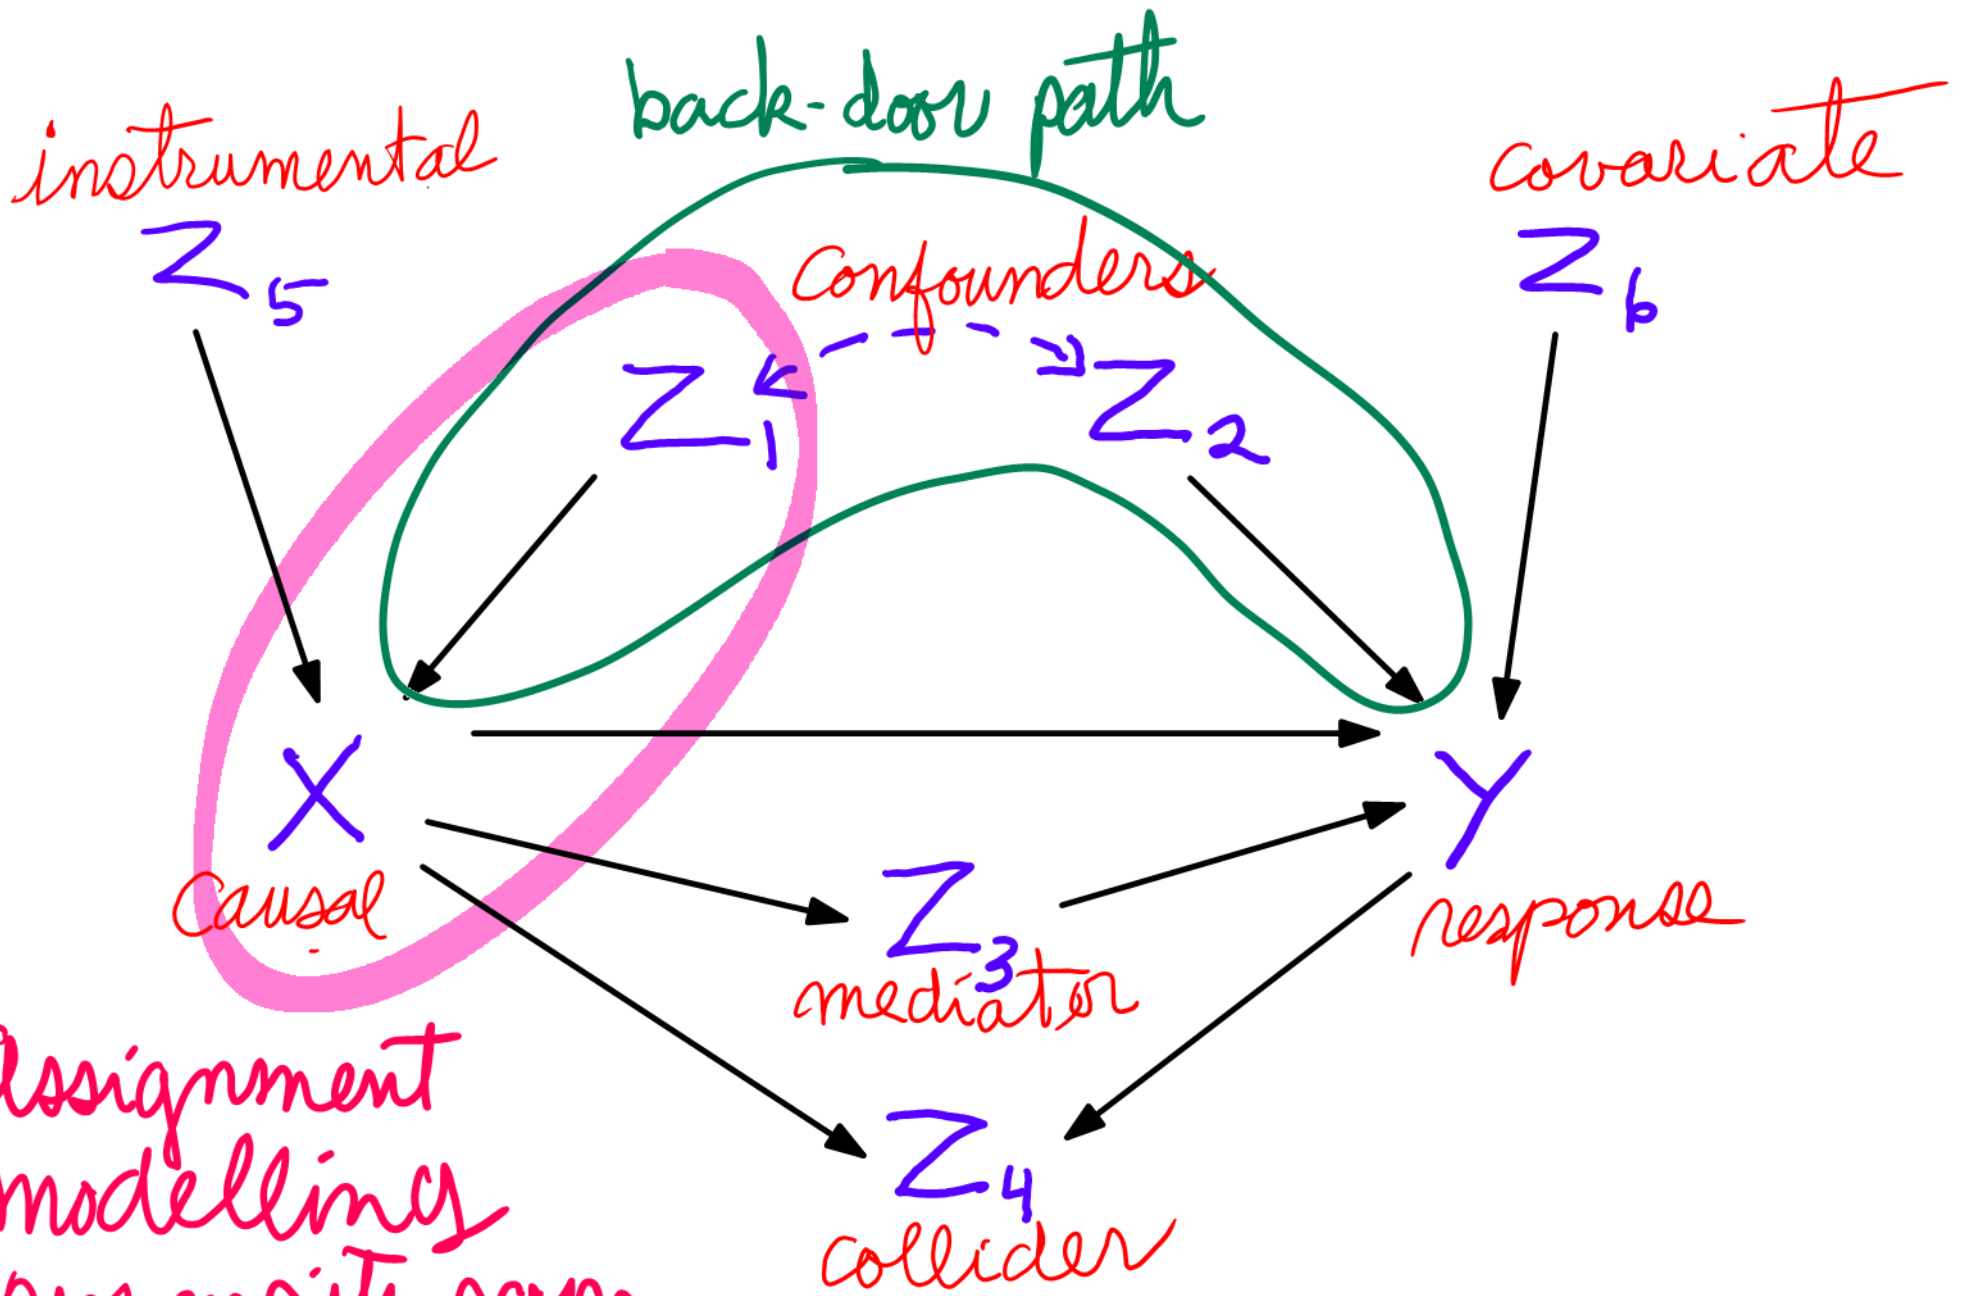 back-door path
instrumental
covariate
Z5
Confounders
Z6
Z1
Z2
X
Y
Causal
Z3
response
mediator
Assignment
modelling
Z4
collider